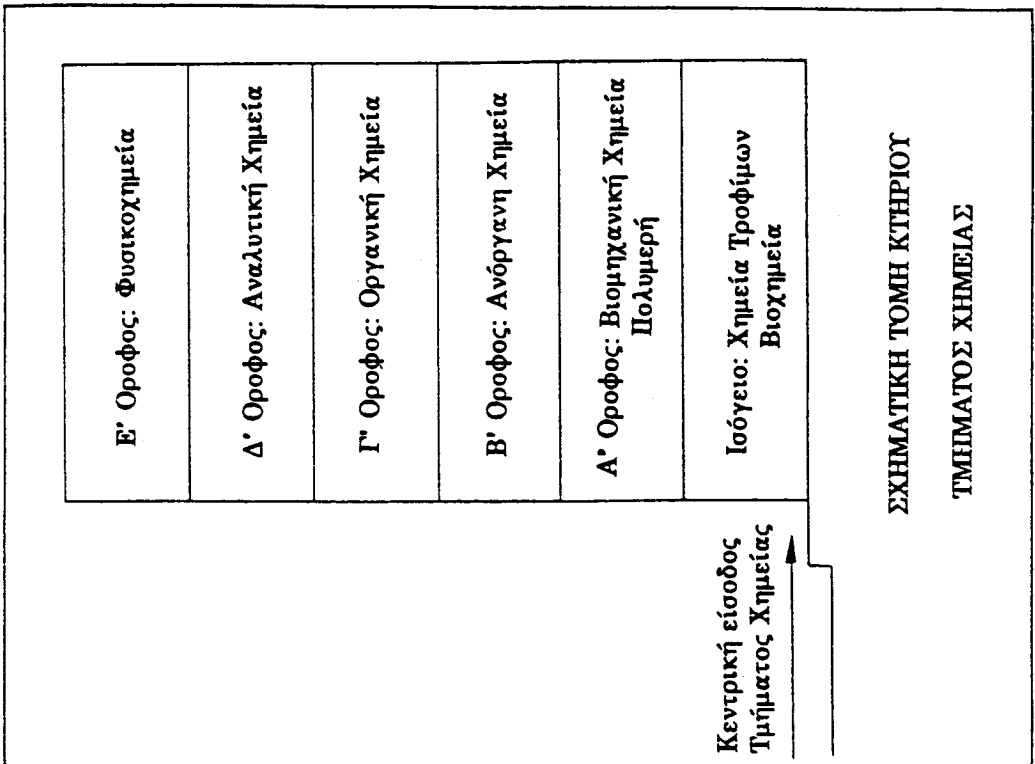 Ε' Οροφος: Φυσικοχημεία
Δ' Οροφος: Αναλυτική Χημεία
Γ' Οροφος: Οργανική Χημεία
Β' Οροφος: Ανόργανη Χημεία
Α' Οροφος: Βιομηχανική Χημεία
Πολυμερή
Ισόγειο: Χημεία Τροφίμων
Βιοχημεία
Κεντρική είσοδος
Τμήματος Χημείας
ΣΧΗΜΑΤΙΚΗ ΤΟΜΗ ΚΤΗΡΙΟΥ
ΤΜΗΜΑΤΟΣ ΧΗΜΕΙΑΣ